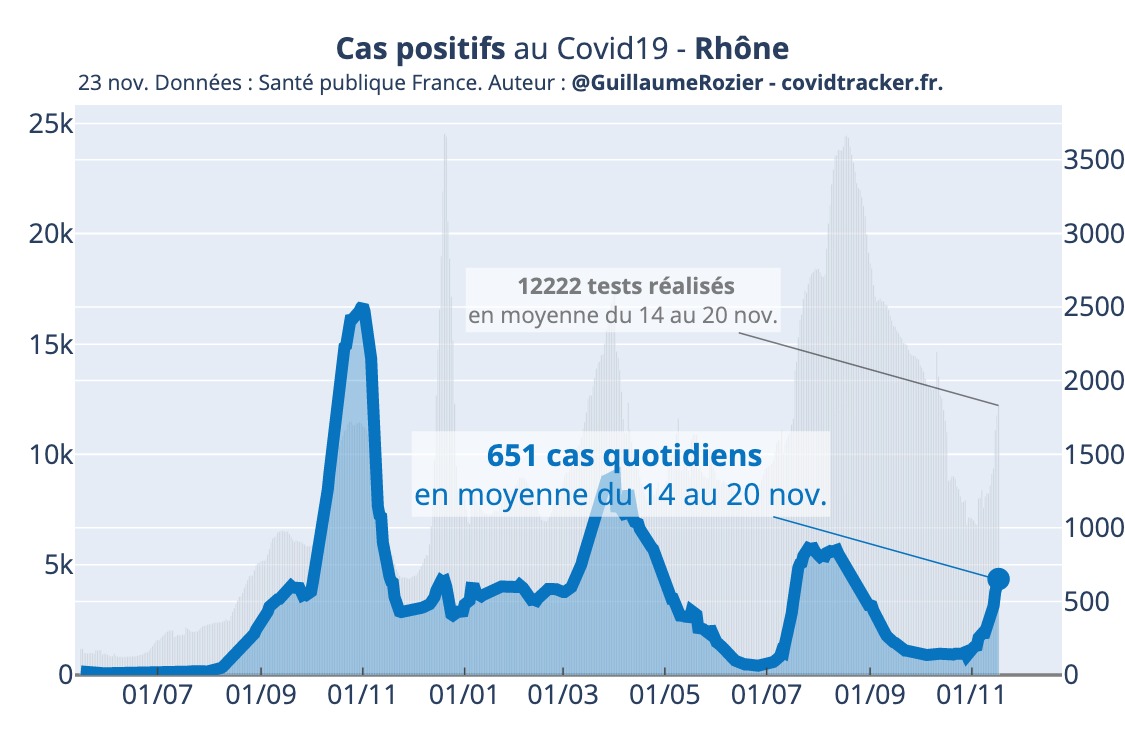 Cas positifs au Covid19 - Rhône
23 nov. Données : Santé publique France. Auteur : @GuillaumeRozier - covidtracker.fr.
25k
3500
20k
3000
12222 tests réalisés
en moyenne du 14 au 20 nov.
2500
15k
2000
10k
1500
651 cas quotidiens
en moyenne du 14 au 20 nov.
1000
5k
500
0
0
01/07 01/09 01/11 01/01 01/03 01/05 01/07 01/09 01/11